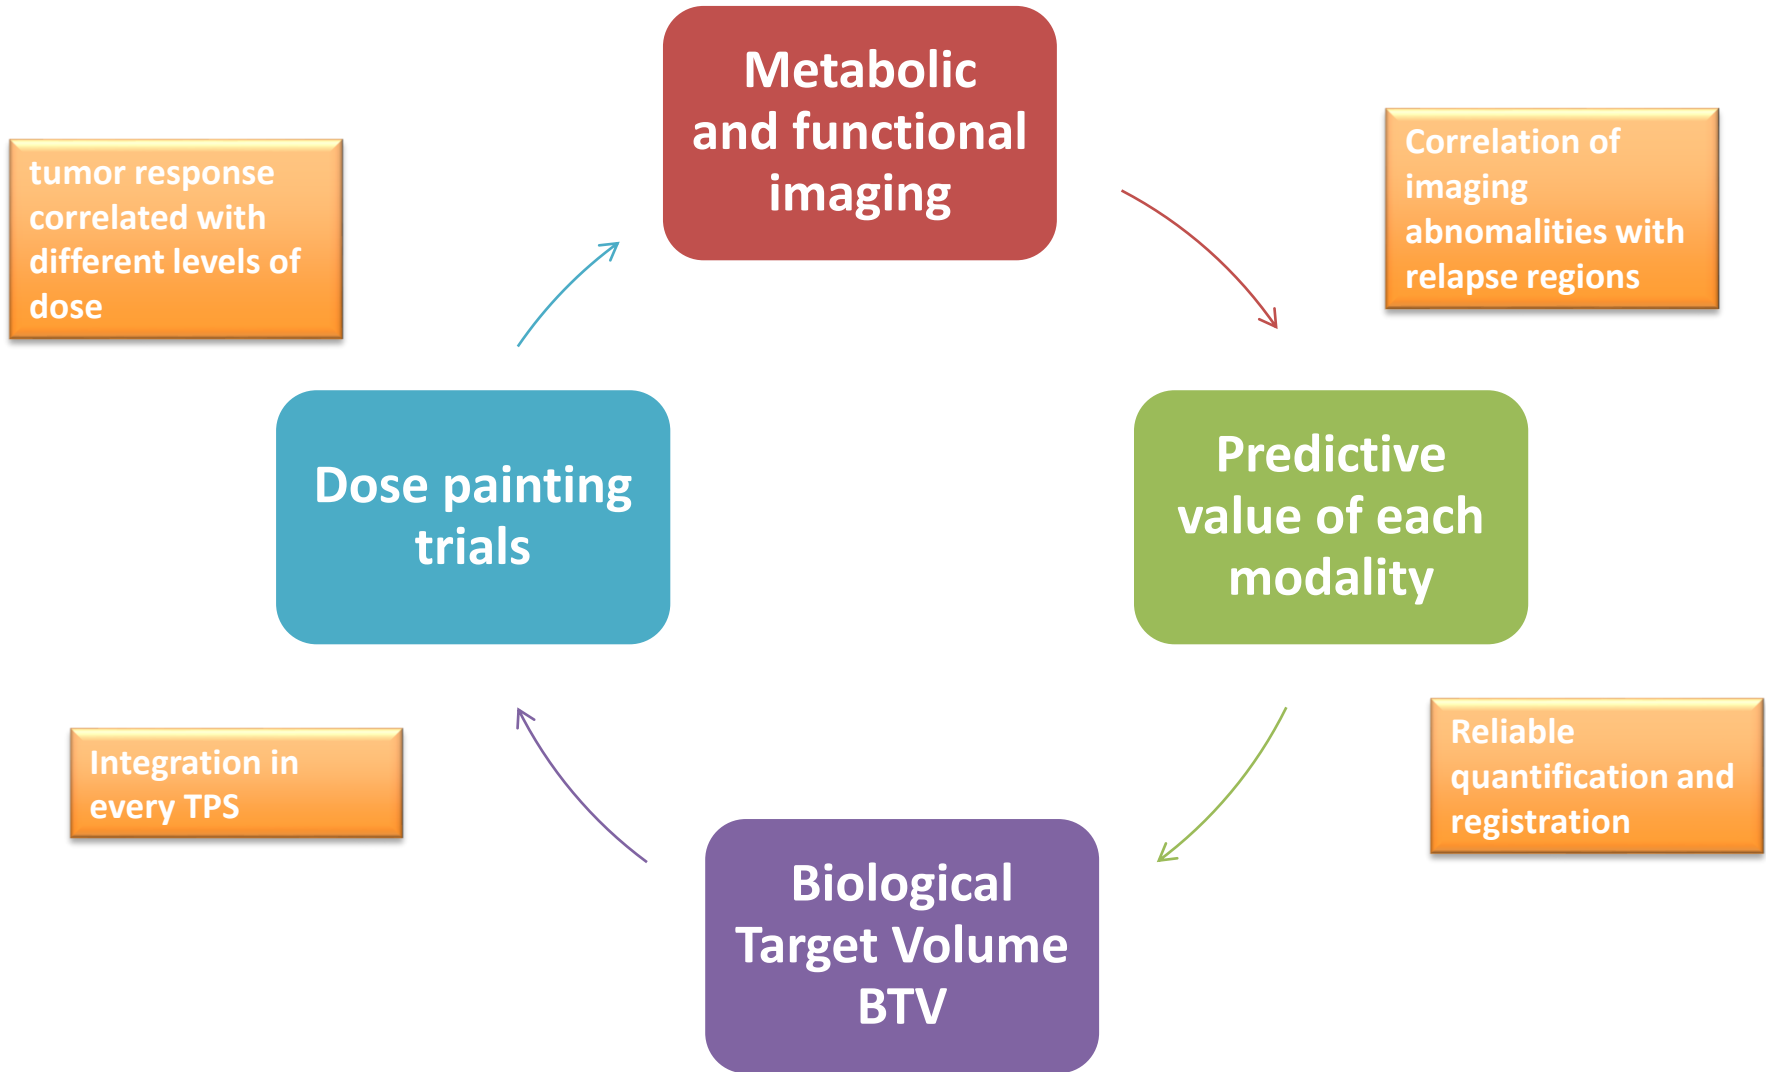 Metabolic
and functional
imaging
Correlation of
imaging
abnomalities with
relapse regions
Predictive
value of each
modality
Reliable
quantification and
registration
Biological
Target Volume
BTV
Integration in
every TPS
Dose painting
trials
tumor response
correlated with
different levels of
dose